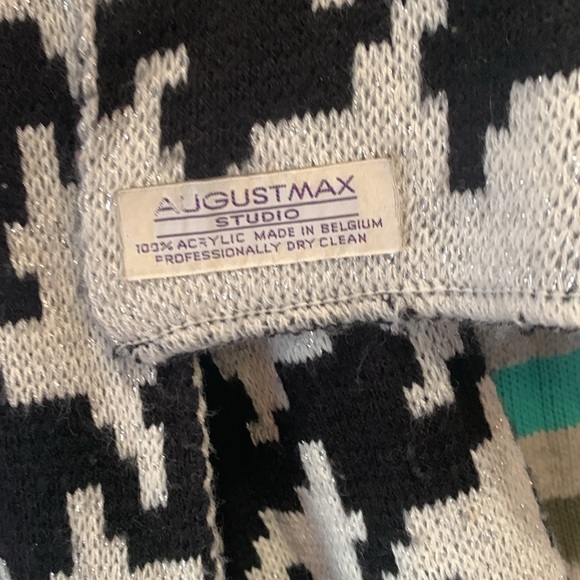 AUGUSTMAX
STUDIO
100% ACRYLIC MADE IN BELGIUM
PROFESSIONALLY DRY CLEAN